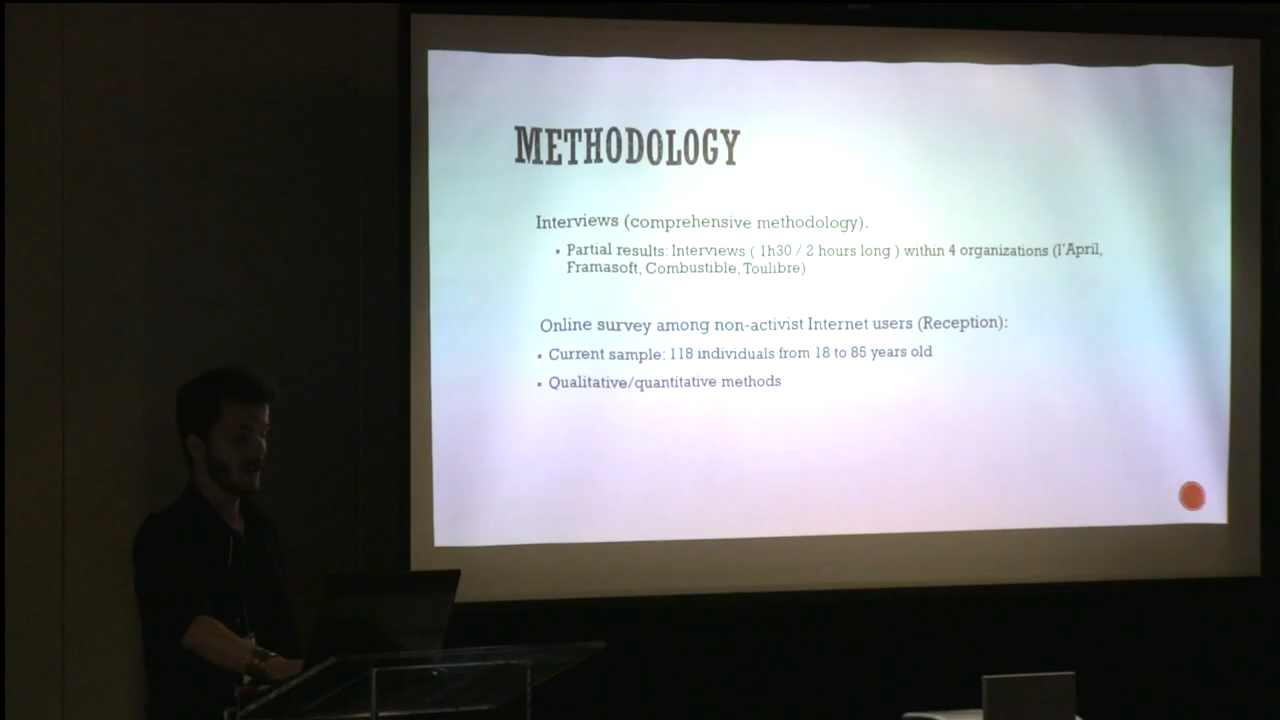 METHODOLOGY
Interviews (comprehensive methodology).
▪ Partial results: Interviews ( 1h30 / 2 hours long ) within 4 organizations (l'April,
Framasoft, Combustible, Toulibre)
Online survey among non-activist Internet users (Reception):
▪ Current sample: 118 individuals from 18 to 85 years old
▪ Qualitative/quantitative methods